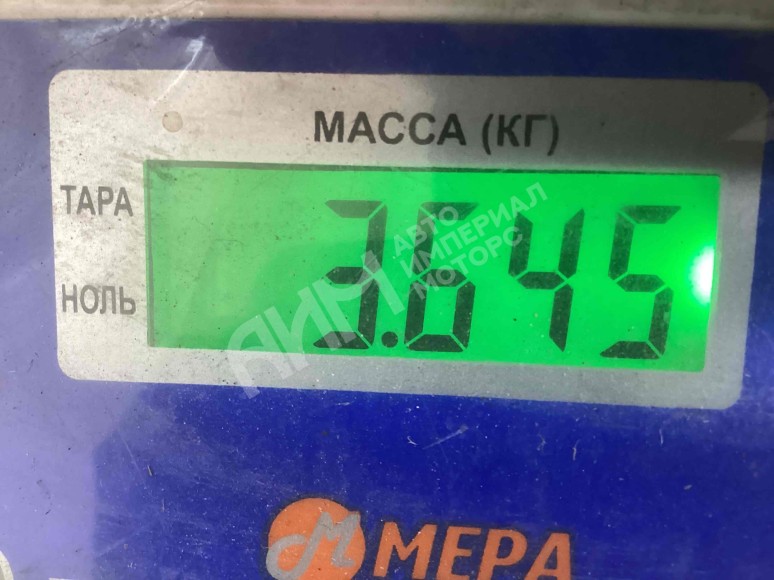 МАССА (КГ)
ТАРА
НОЛЬ
3.645
АИМ
АВТО
ИМПЕРИАЛ
МОТОРС
М МЕРА